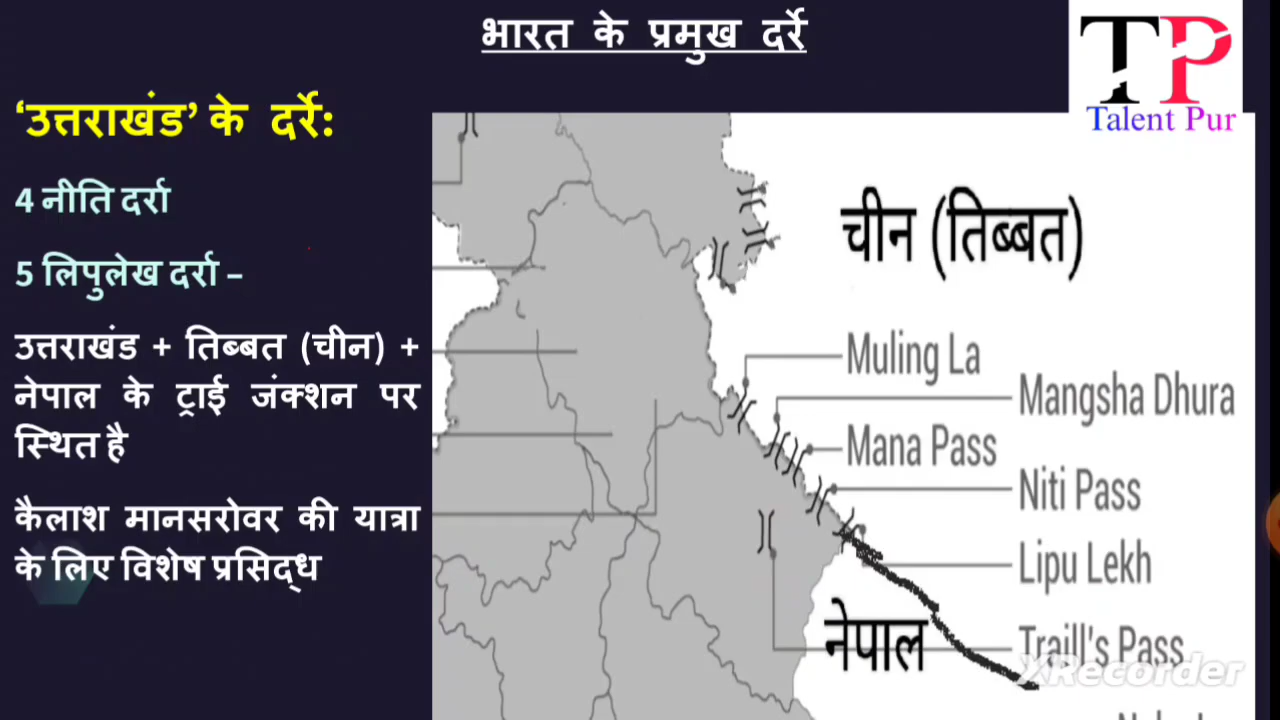 भारत के प्रमुख दर्रे
TP
Talent Pur
‘उत्तराखंड’ के दर्रे:
4 नीति दर्रा
5 लिपुलेख दर्रा –
उत्तराखंड + तिब्बत (चीन) +
नेपाल के ट्राई जंक्शन पर
स्थित है
कैलाश मानसरोवर की यात्रा
के लिए विशेष प्रसिद्ध
चीन (तिब्बत)
Muling La
Mangsha Dhura
Mana Pass
Niti Pass
Lipu Lekh
नेपाल
Traill's Pass
XRecorder